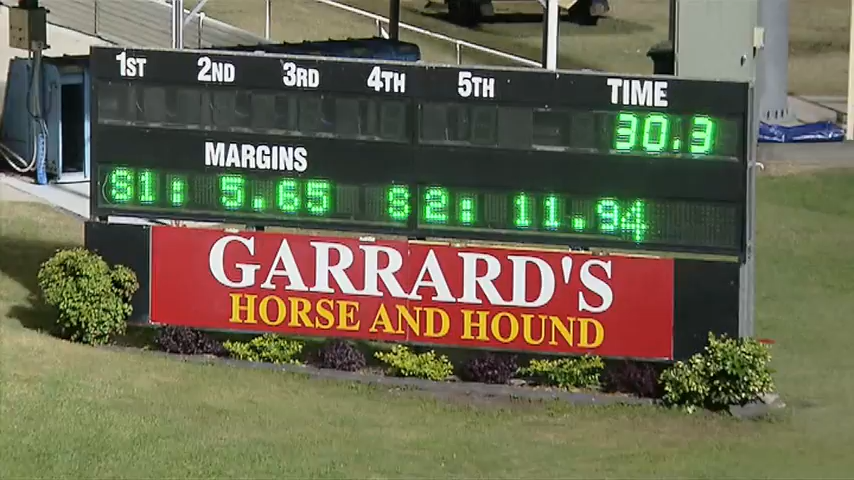 1ST 2ND 3RD 4TH 5TH TIME
30.3
MARGINS
S1: 5.65 S2: 11.94
GARRARD'S
HORSE AND HOUND